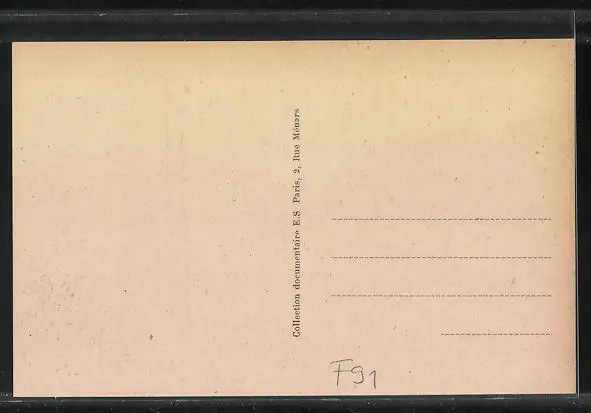 Collection documentaire E.S Paris, 2, Rue Ménars
F91